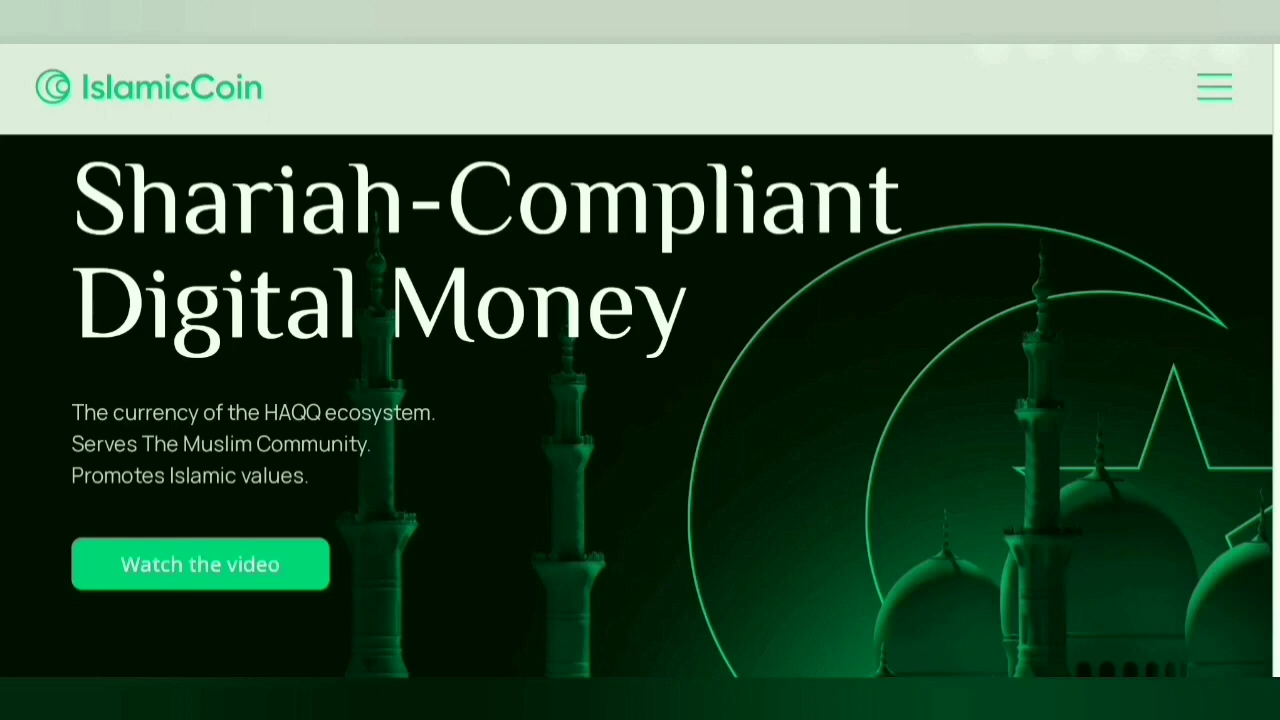 IslamicCoin
Shariah-Compliant
Digital Money
The currency of the HAQQ ecosystem.
Serves The Muslim Community.
Promotes Islamic values.
Watch the video